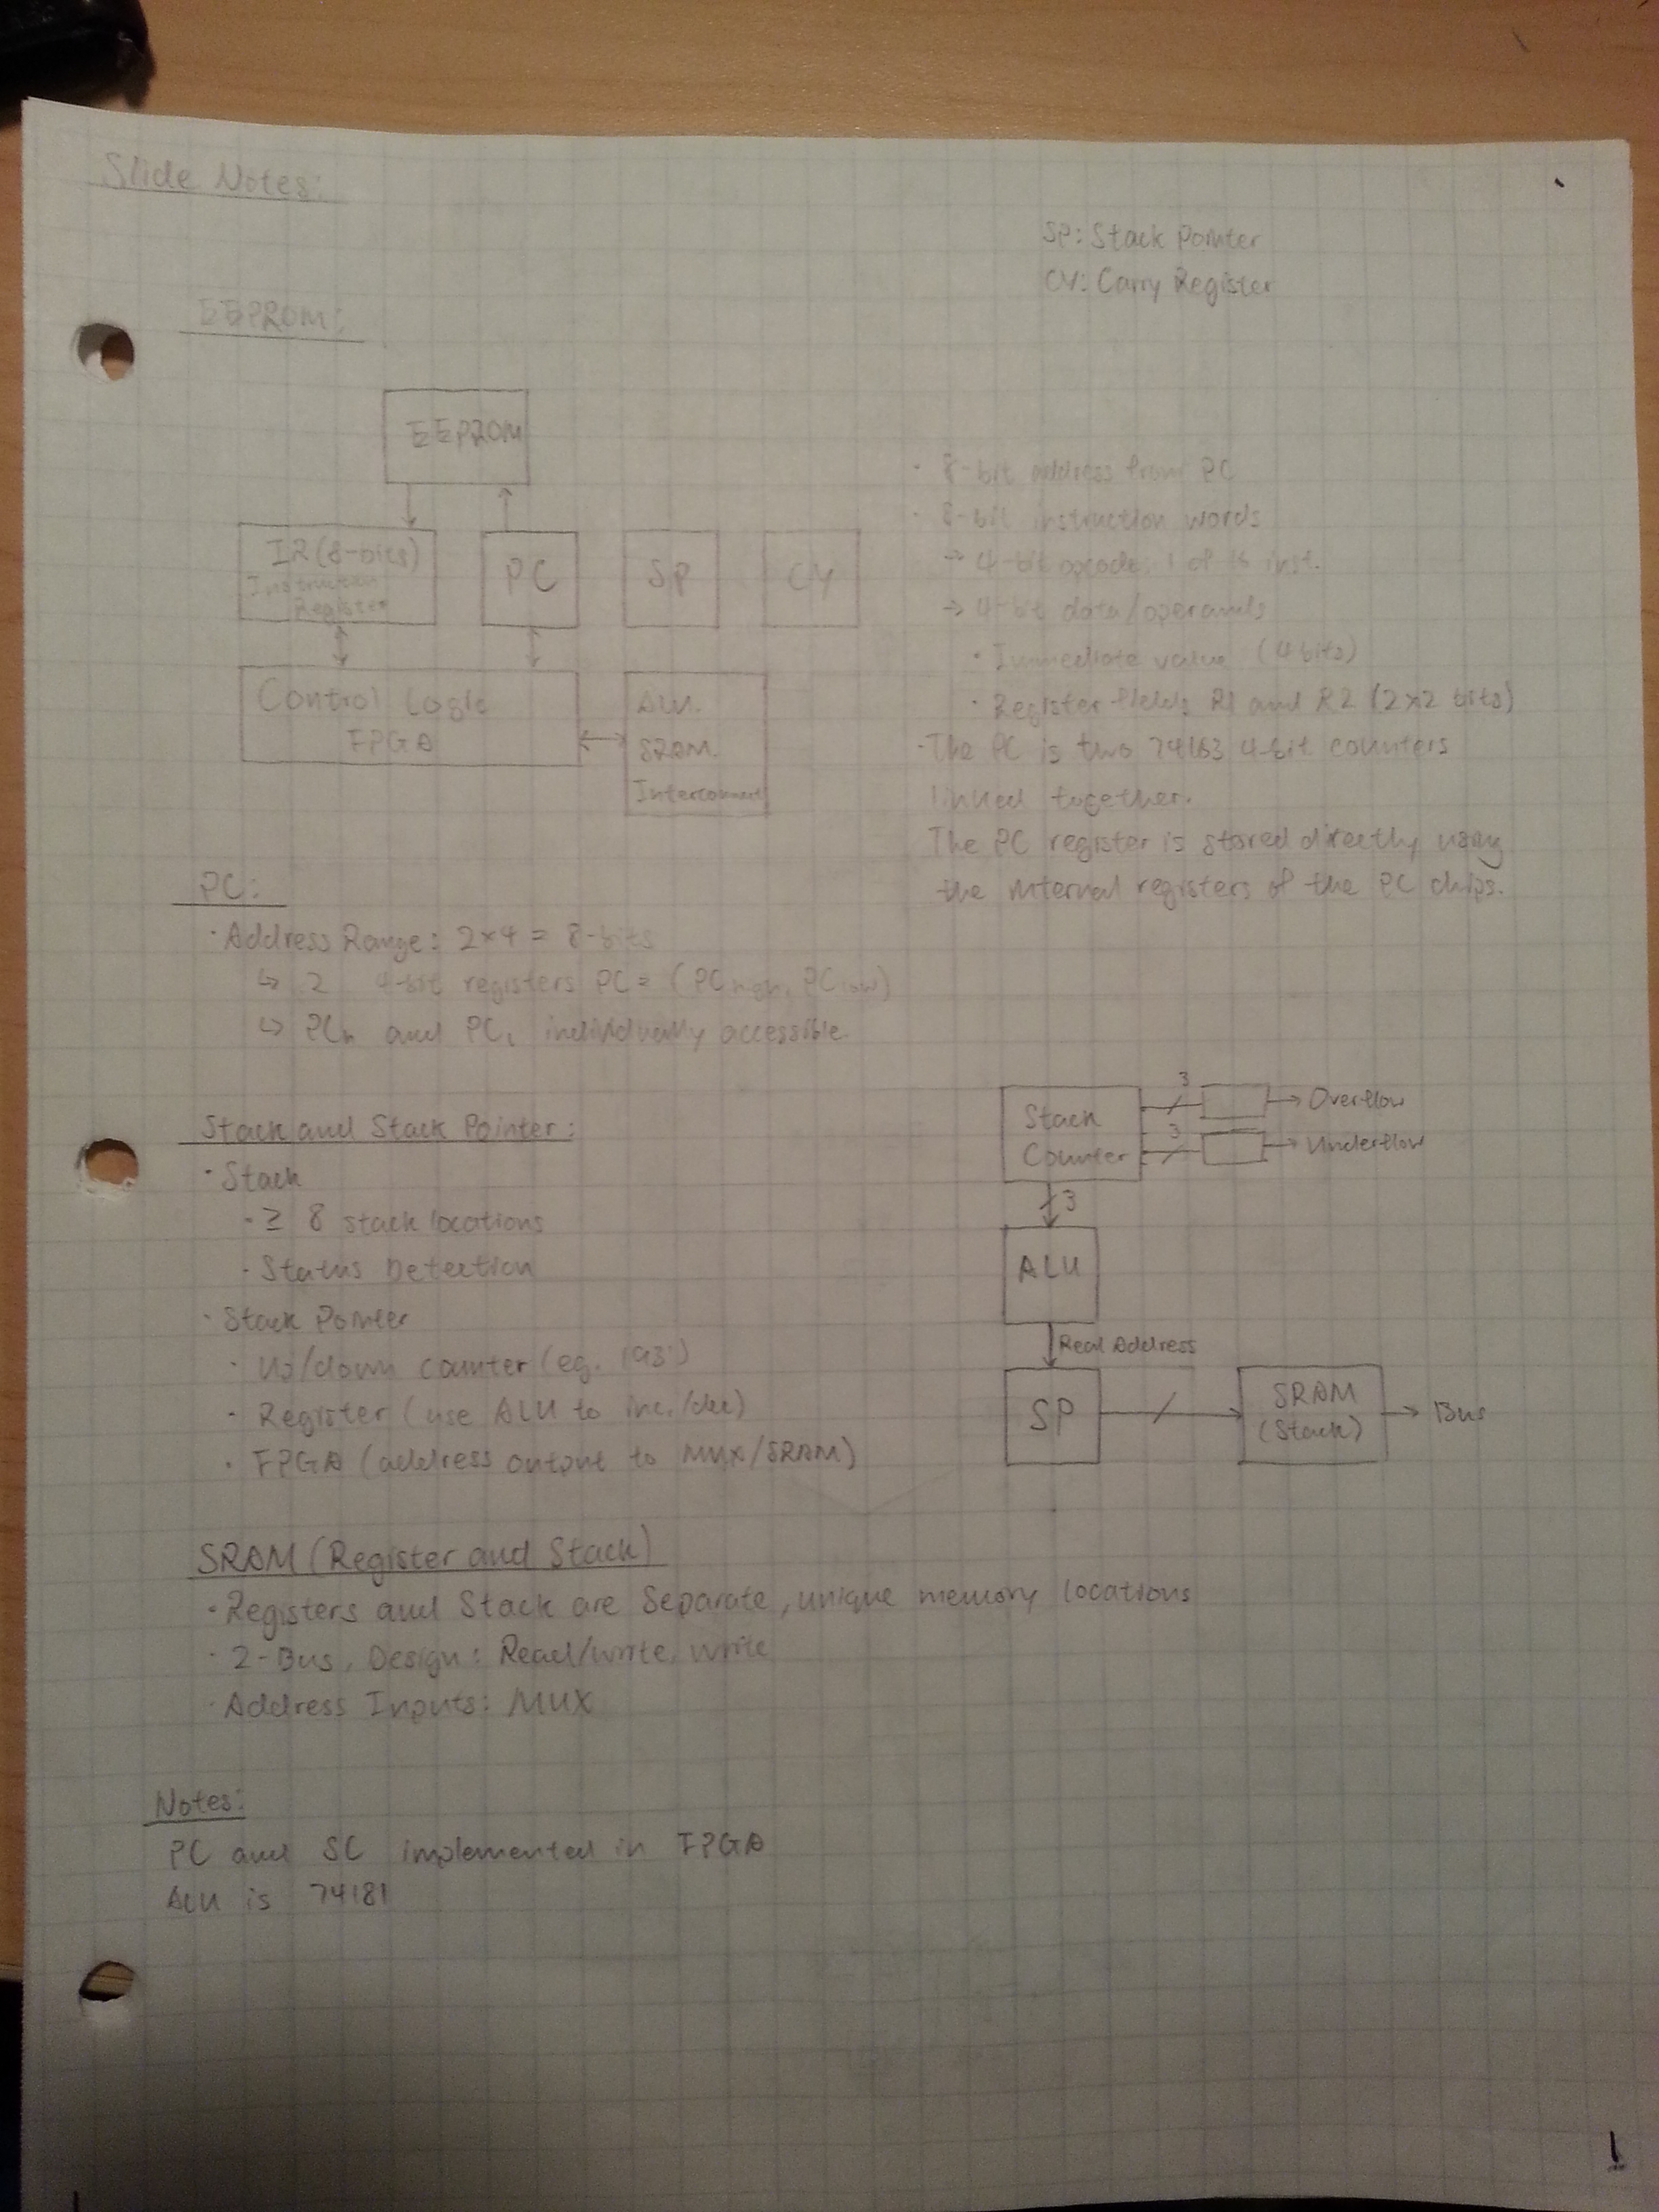 Slide Notes:
SP: Stack Pointer
CY: Carry Register
EEPROM:
EEPROM
IR (8-bits)
Instruction
Register
PC
SP
CY
Control Logic
FPGA
ALU.
SRAM.
Interconnect
· 8-bit address from PC
· 8-bit instruction words
→ 4-bit opcode, 1 of 16 inst.
→ 4-bit data/operands
· Immediate value (4 bits)
· Register fields R1 and R2 (2x2 bits)
· The PC is two 74163 4-bit counters
linked together.
The PC register is stored directly using
the internal registers of the PC chips.
PC:
· Address Range: 2x4 = 8-bits
↳ 2 4-bit registers PC = (PC high, PC low)
↳ PCh and PCL individually accessible.
Stack and Stack Pointer:
· Stack
· ≥ 8 stack locations
· Status Detection
· Stack Pointer
· Up/down counter (eg. 193)
· Register (use ALU to inc./dec)
· FPGA (address output to MUX/SRAM)
Stack
Counter
3
Overflow
3
Underflow
3
ALU
Real Address
SP
SRAM
(Stack)
Bus
SRAM (Register and Stack)
· Registers and Stack are Separate, unique memory locations
· 2-Bus, Design: Read/write, write
· Address Inputs: MUX
Notes:
PC and SC implemented in FPGA
ALU is 74181
1